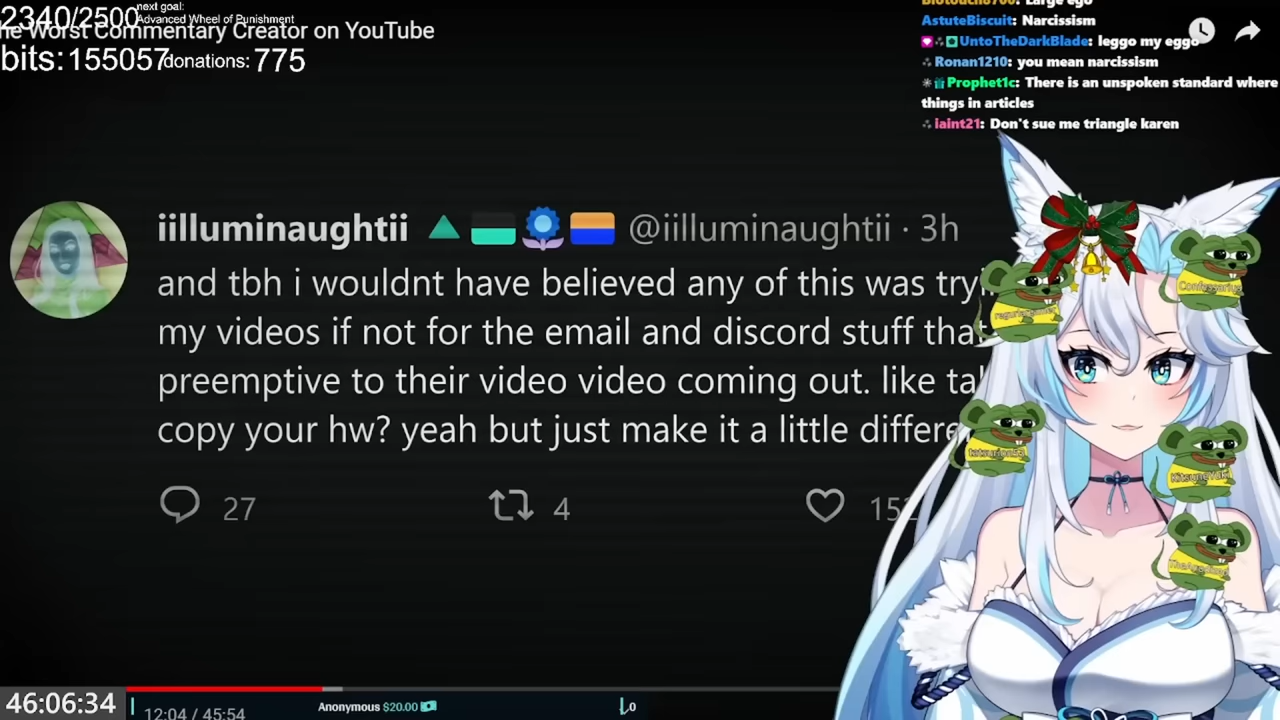 2340/2500
next goal:
Advanced Wheel of Punishment
he Worst Commentary Creator on YouTube
bits:155057
donations: 775
Large ego
AstuteBiscuit: Narcissism
UntoTheDarkBlade: leggo my eggo
Ronan1210: you mean narcissism
Prophet1c: There is an unspoken standard where
things in articles
laint21: Don't sue me triangle karen
iilluminaughtii @iilluminaughtii · 3h
and tbh i wouldnt have believed any of this was
my videos if not for the email and discord stuff
preemptive to their video video coming out. like
copy your hw? yeah but just make it a little
27
4
Confessarius
46:06:34
12:04 / 45:54
Anonymous $20.00
0